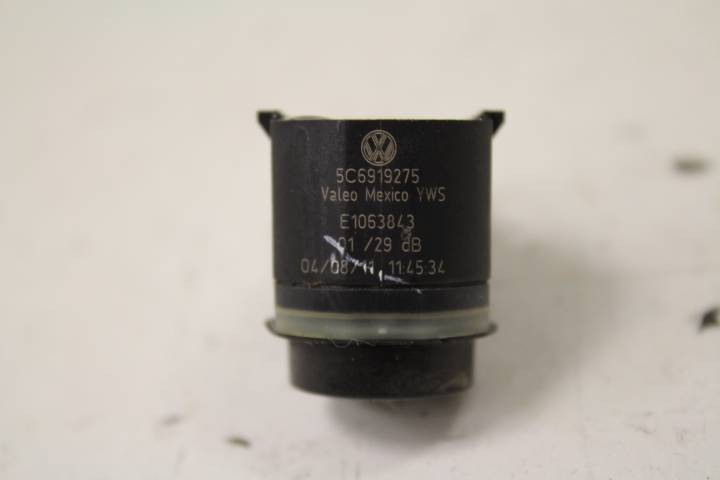 5C6919275
Valeo Mexico YWS
E1063843
01 /29 dB
04/08/11 11:45:34